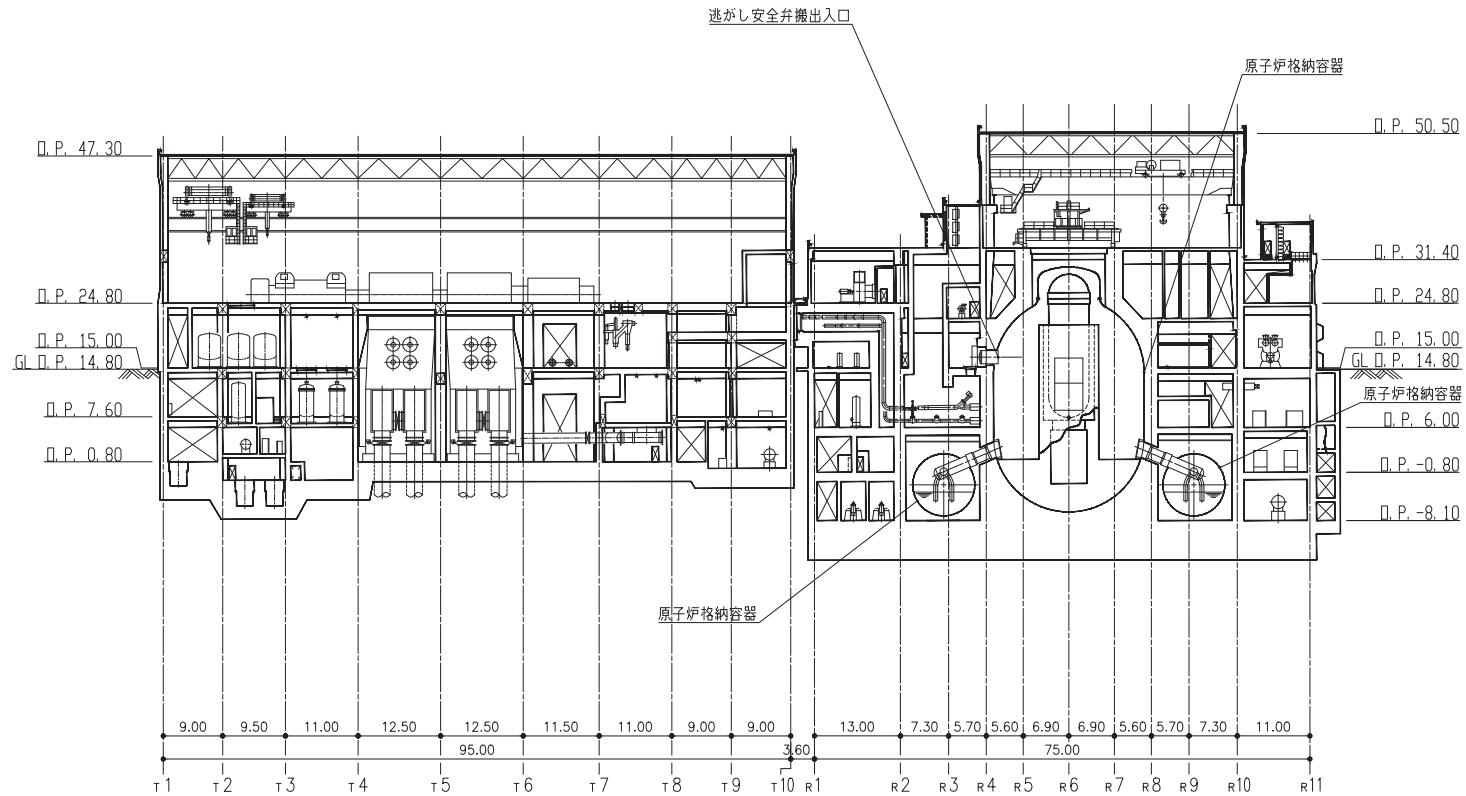 逃がし安全弁搬出入口
原子炉格納容器
O.P. 47.30
O.P. 50.50
O.P. 31.40
O.P. 24.80
O.P. 24.80
O.P. 15.00
GL O.P. 14.80
O.P. 15.00
GL O.P. 14.80
原子炉格納容器
O.P. 7.60
O.P. 6.00
O.P. 0.80
O.P. -0.80
O.P. -8.10
原子炉格納容器
9.00 9.50 11.00 12.50 12.50 11.50 11.00 9.00 9.00 13.00 7.30 5.70 5.60 6.90 6.90 5.60 5.70 7.30 11.00
95.00 3.60 75.00
T1 T2 T3 T4 T5 T6 T7 T8 T9 T10 R1 R2 R3 R4 R5 R6 R7 R8 R9 R10 R11